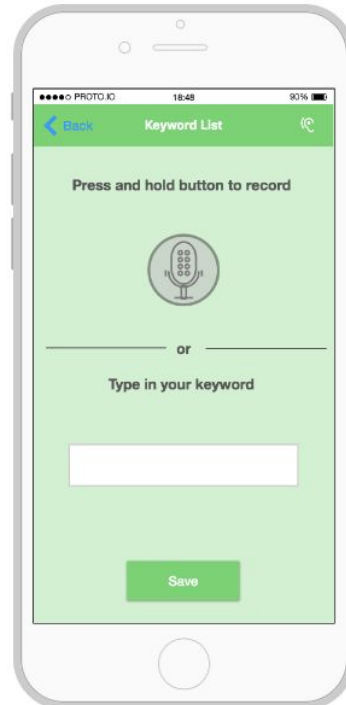 PROTO.IO 18:48 90%
Back Keyword List
Press and hold button to record
or
Type in your keyword
Save